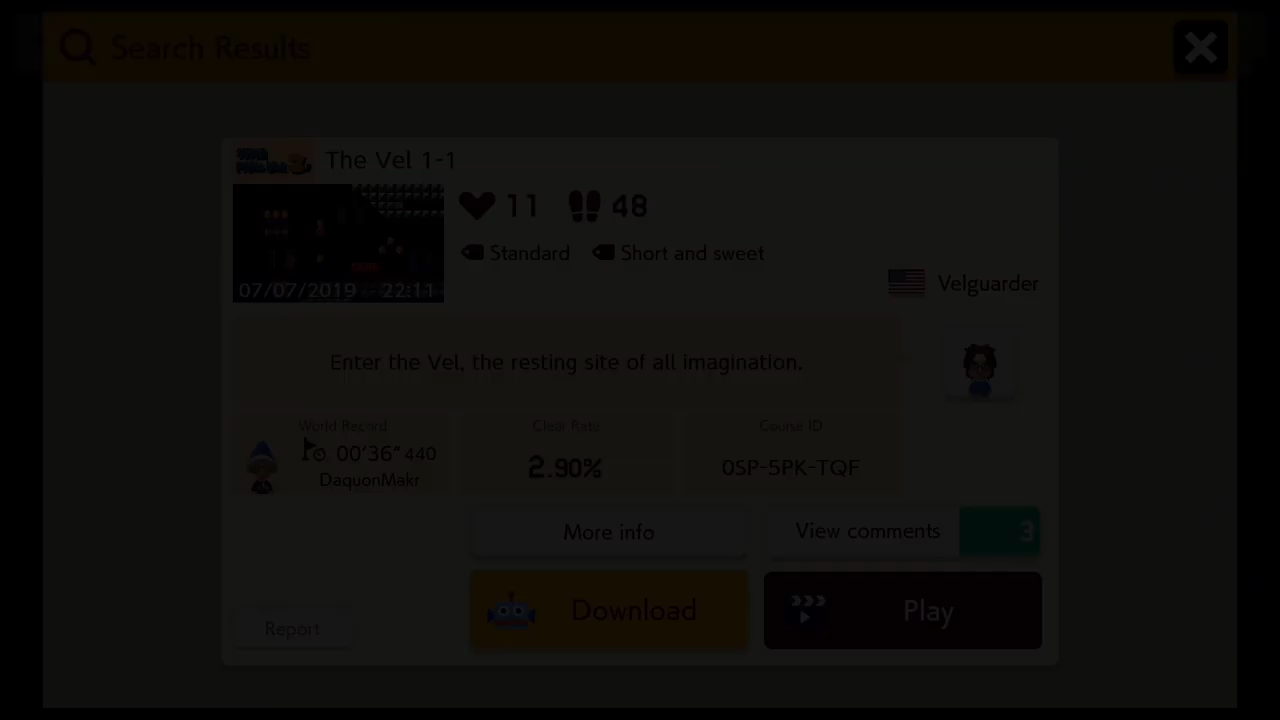 Search Results
The Vel 1-1
11 48
Standard Short and sweet
07/07/2019 22:11
Velguarder
Enter the Vel, the resting site of all imagination.
World Record Clear Rate Course ID
00'36"440
2.90% 0SP-5PK-TQF
DaquonMakr
More info View comments 3
Download Play
Report